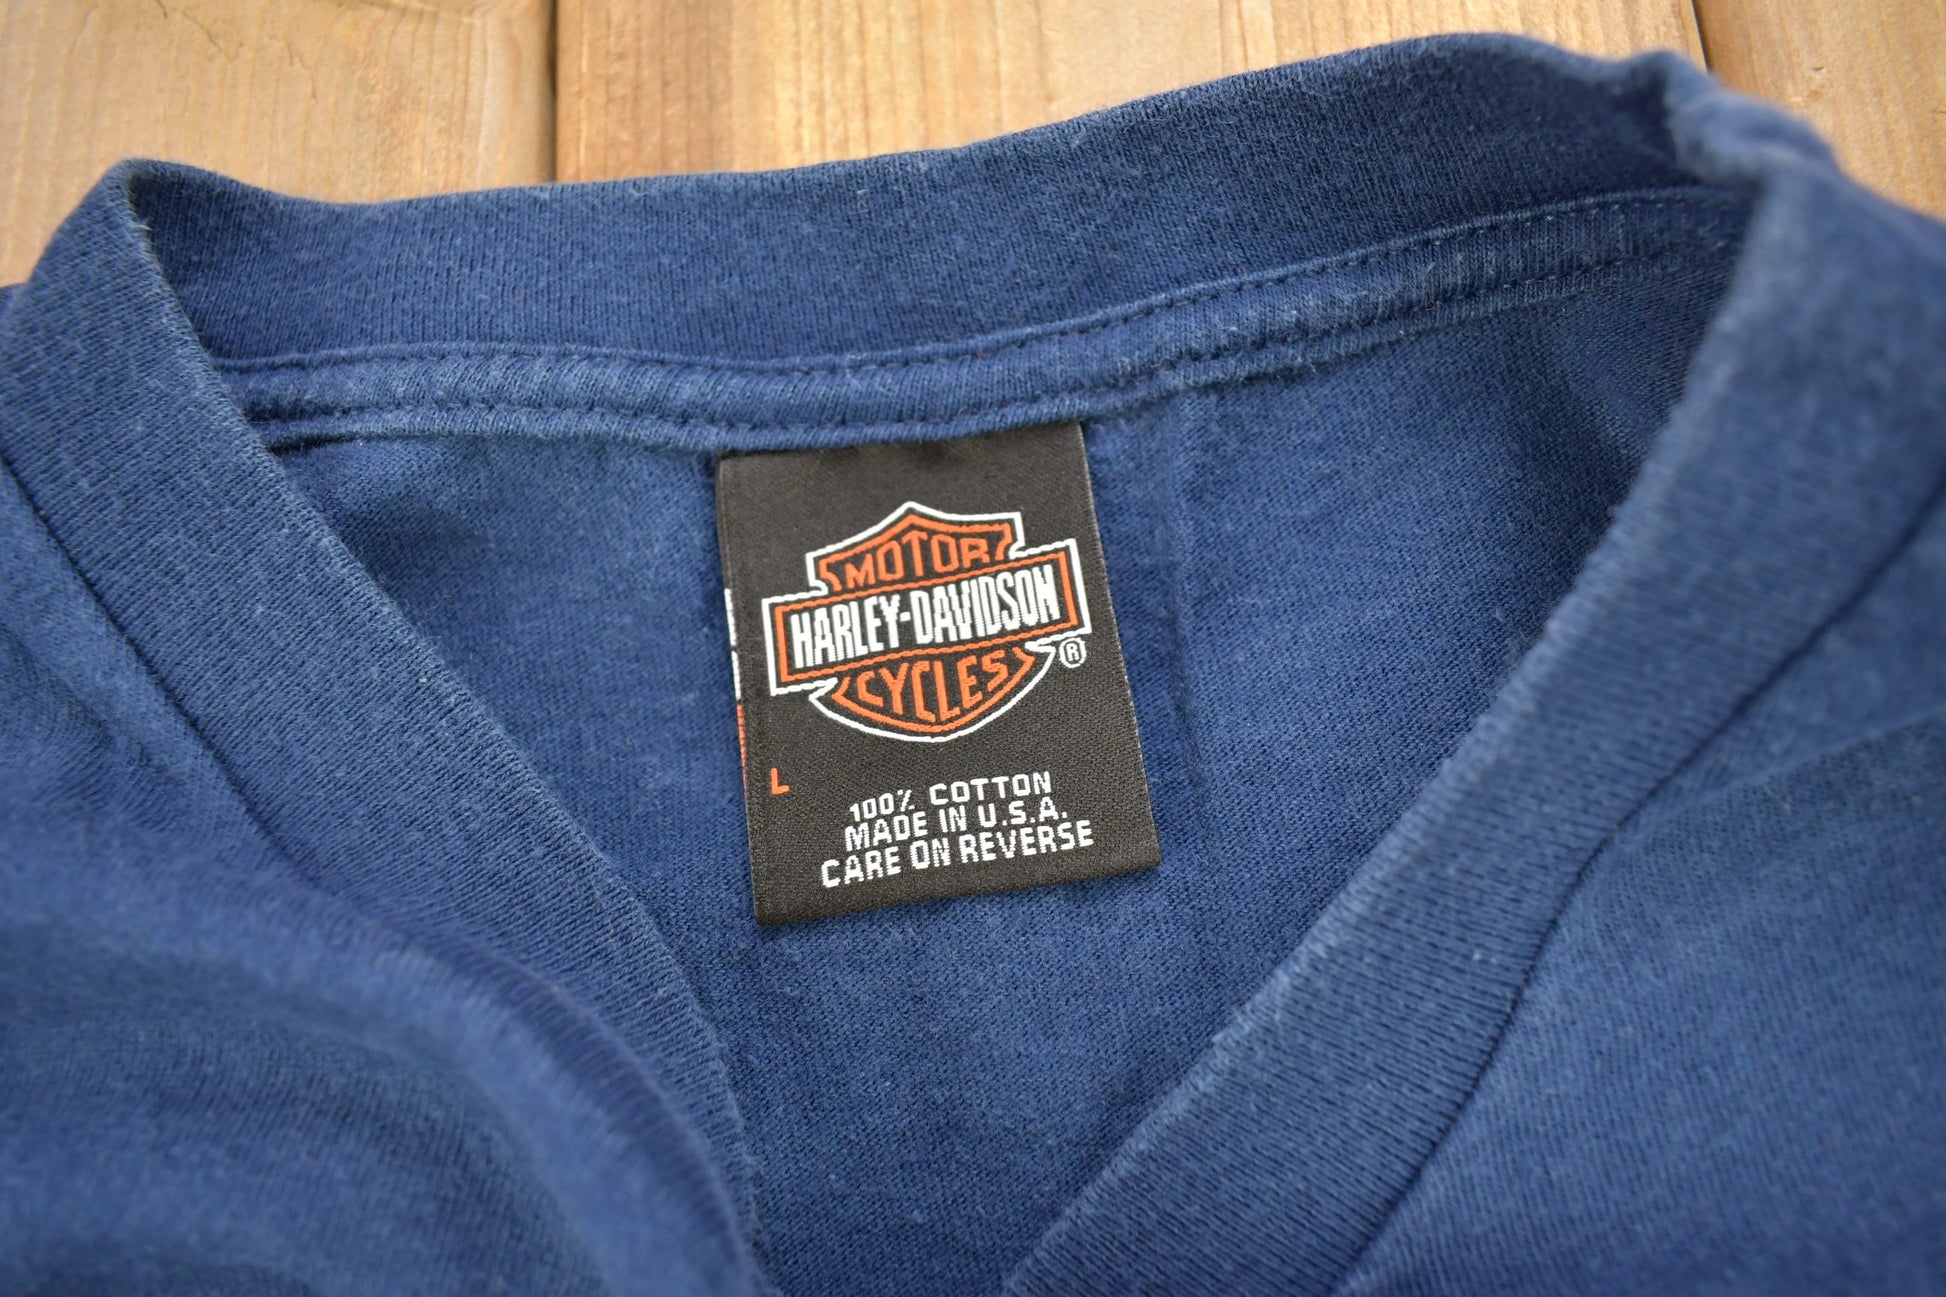 MOTOR
HARLEY-DAVIDSON
CYCLES
®
L
100% COTTON
MADE IN U.S.A.
CARE ON REVERSE